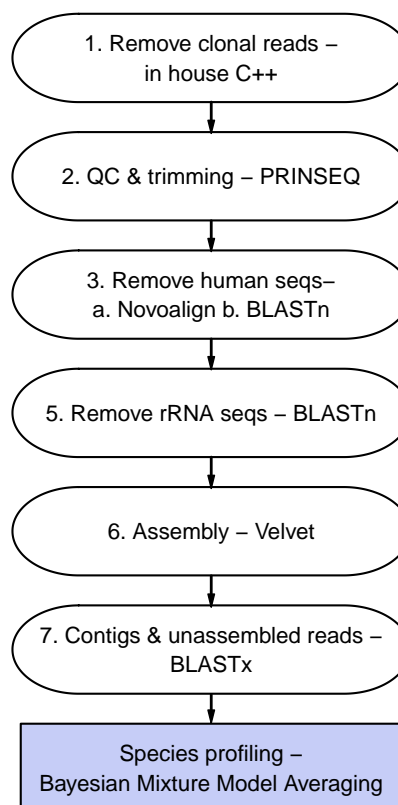 1. Remove clonal reads –
in house C++
2. QC & trimming – PRINSEQ
3. Remove human seqs–
a. Novoalign b. BLASTn
5. Remove rRNA seqs – BLASTn
6. Assembly – Velvet
7. Contigs & unassembled reads –
BLASTx
Species profiling –
Bayesian Mixture Model Averaging